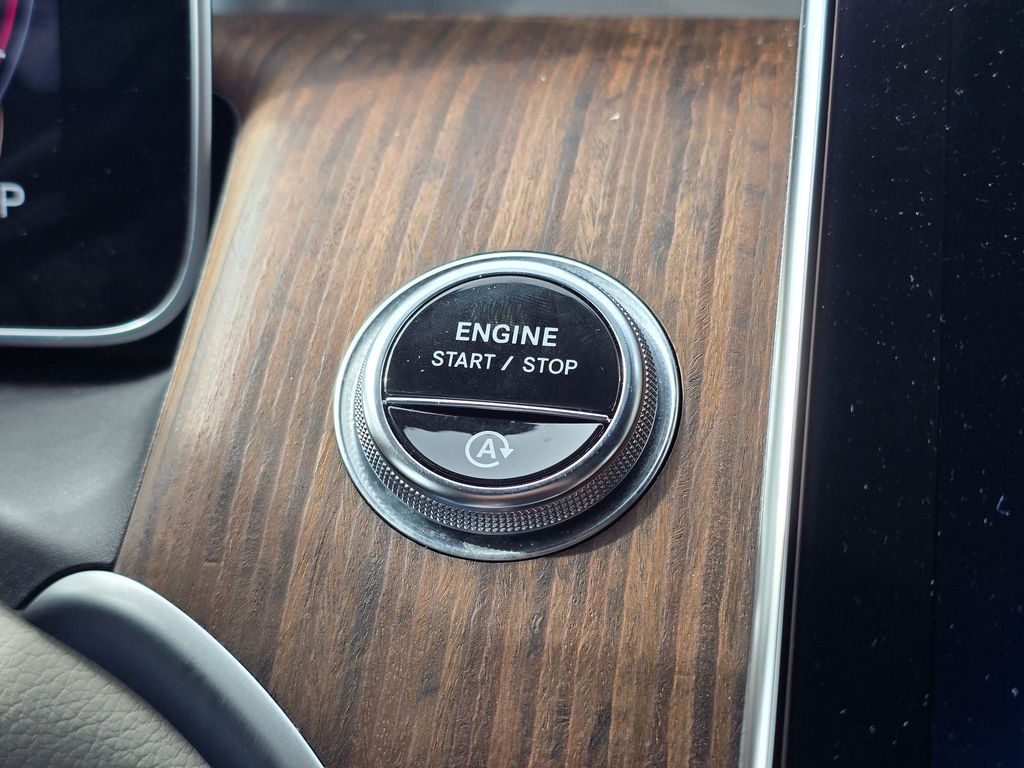 P
ENGINE
START / STOP
A